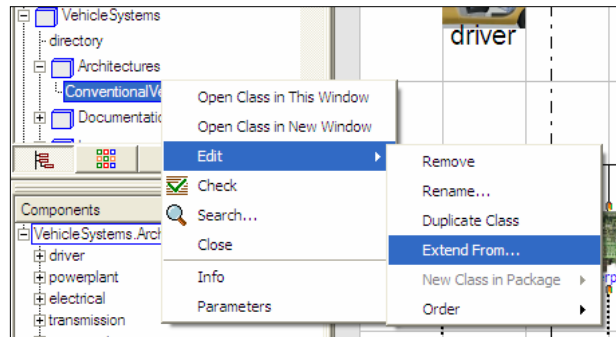 VehicleSystems
directory
Architectures
ConventionalVe
Documentatic
Components
VehicleSystems.Arch
driver
powerplant
electrical
transmission
Open Class in This Window
Open Class in New Window
Edit
Check
Search...
Close
Info
Parameters
Remove
Rename...
Duplicate Class
Extend From...
New Class in Package
Order
driver